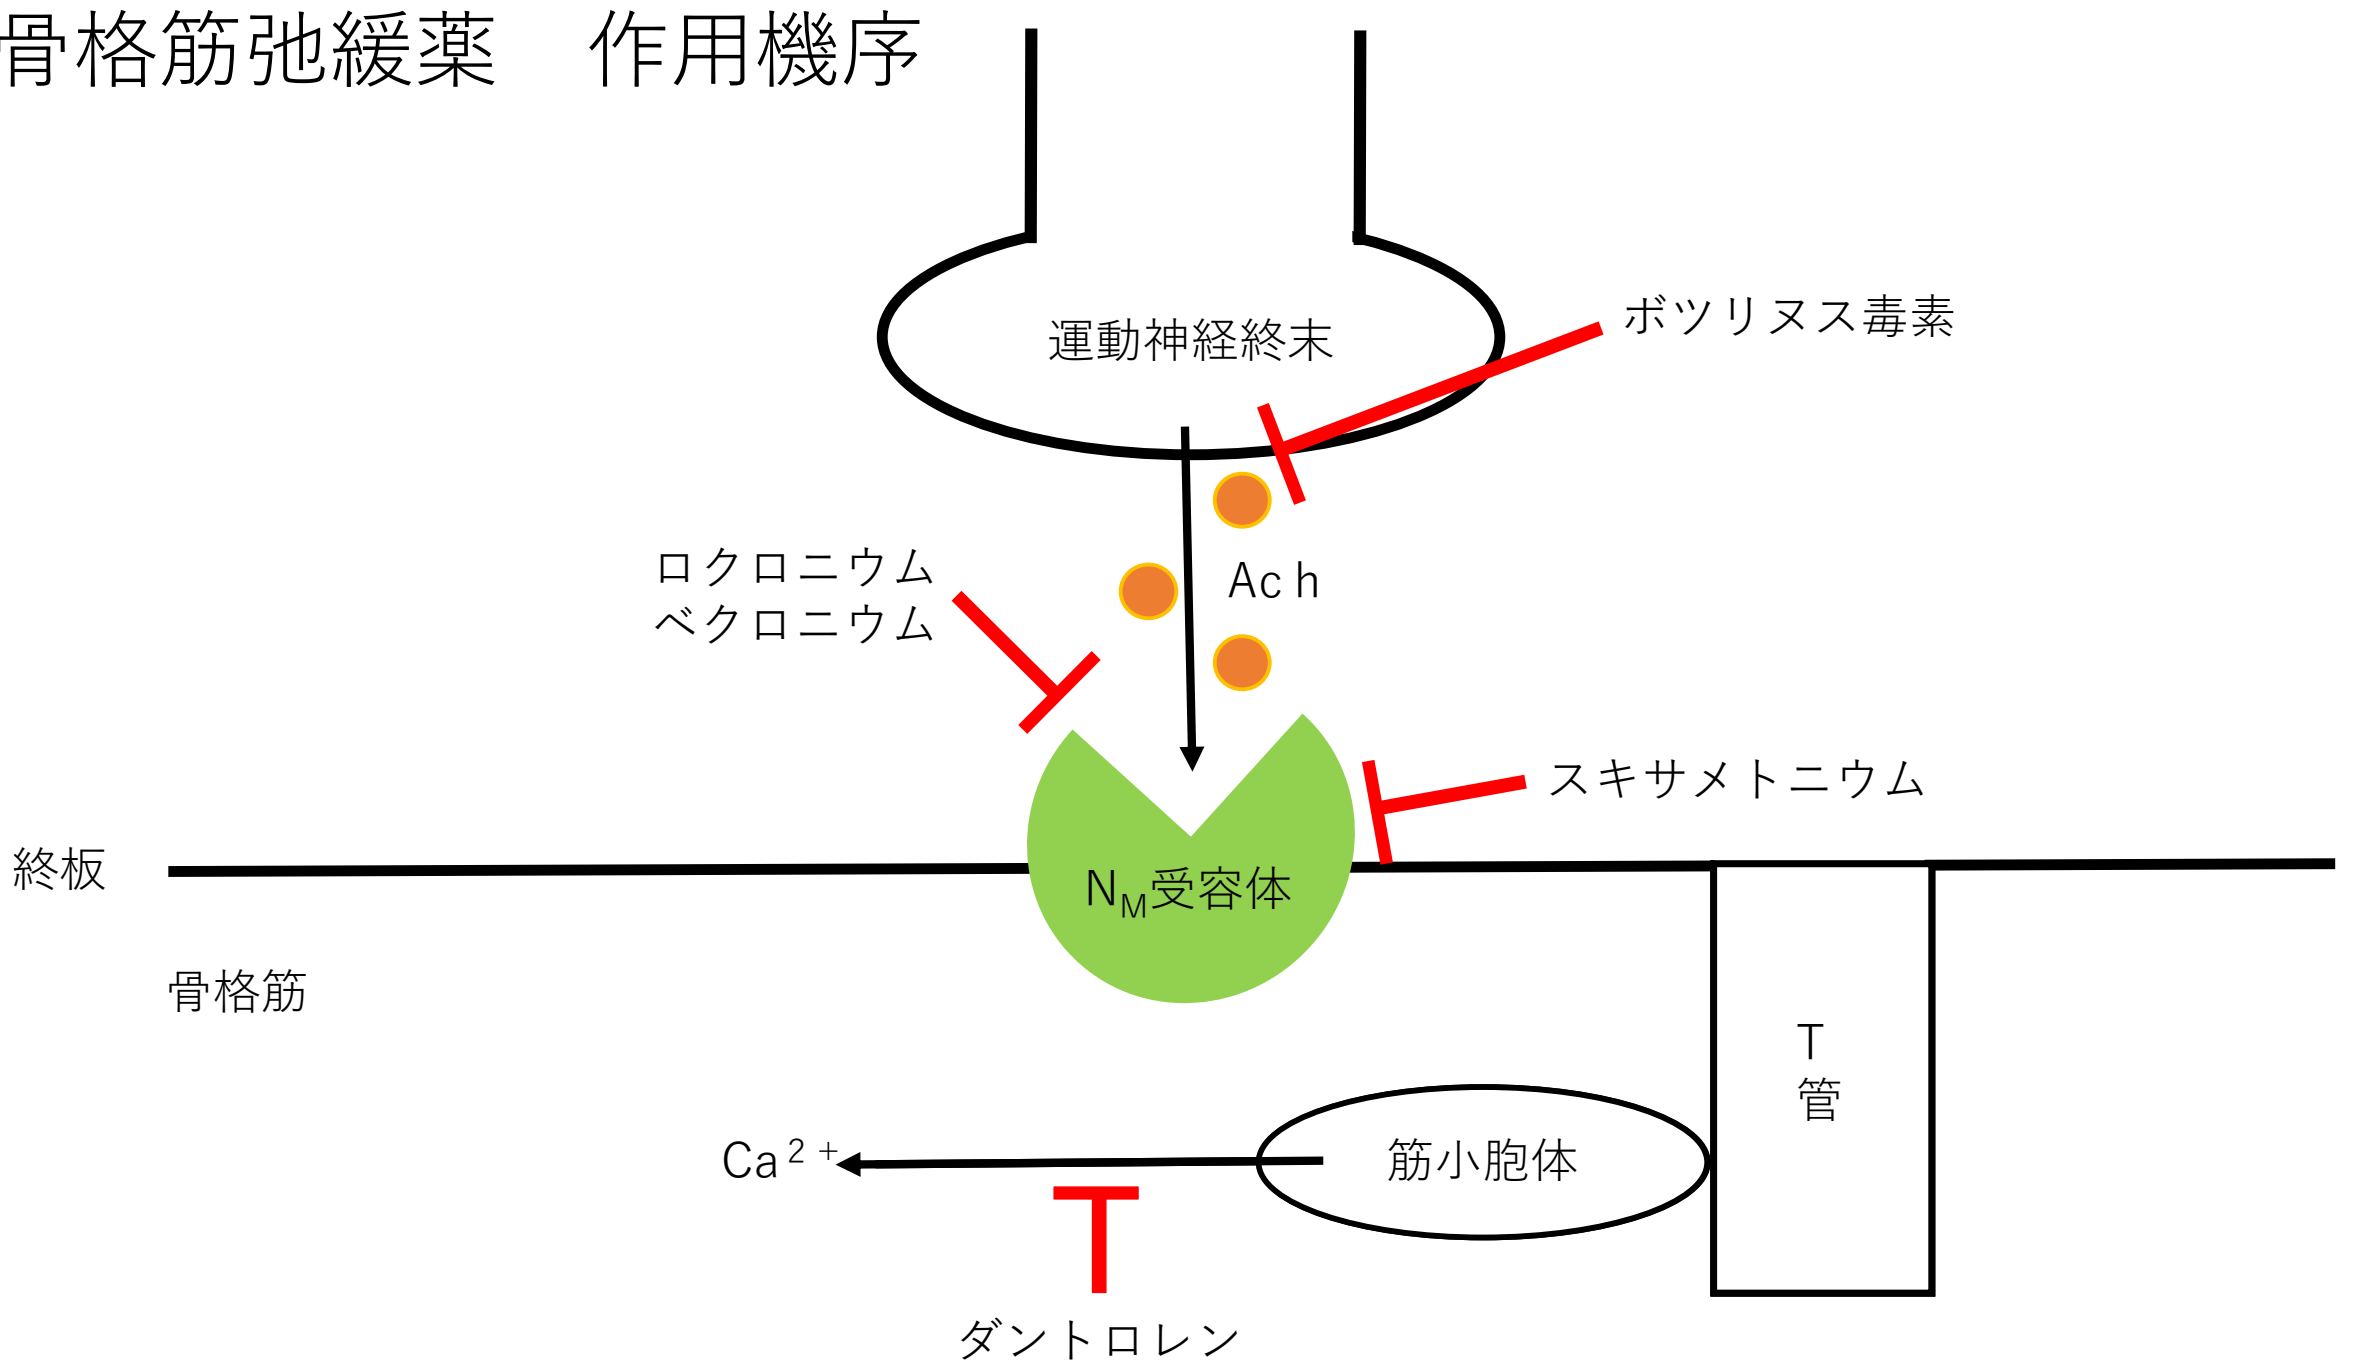 骨格筋弛緩薬　作用機序
運動神経終末
ボツリヌス毒素
ロクロニウム
ベクロニウム
Ach
スキサメトニウム
終板
NM受容体
骨格筋
T
管
Ca２＋
筋小胞体
ダントロレン